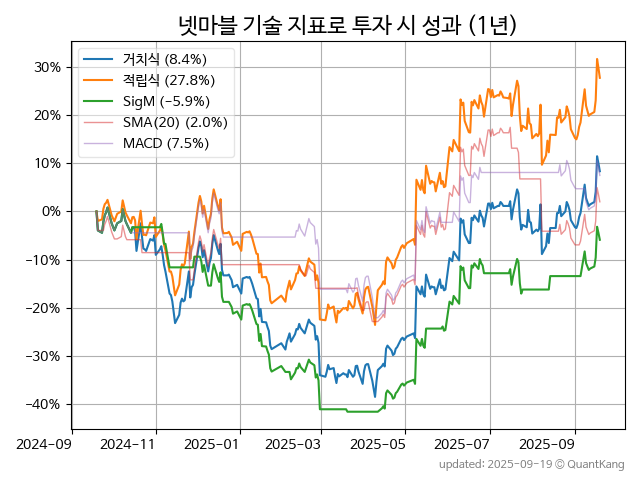 넷마블 기술 지표로 투자 시 성과 (1년)
거치식 (8.4%)
적립식 (27.8%)
SigM (−5.9%)
SMA(20) (2.0%)
MACD (7.5%)
30%
20%
10%
0%
−10%
−20%
−30%
−40%
2024-09 2024-11 2025-01 2025-03 2025-05 2025-07 2025-09
updated: 2025-09-19 © QuantKang